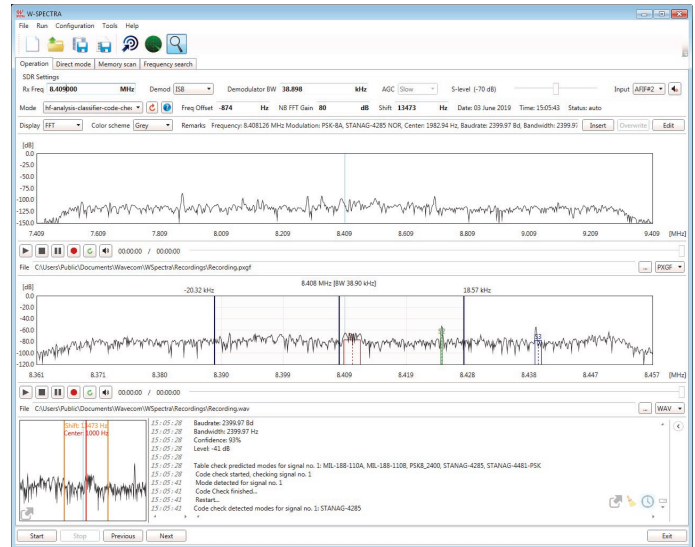 W-SPECTRA
File Run Configuration Tools Help
Operation Direct mode Memory scan Frequency search
SDR Settings
Rx Freq 8.409000 MHz Demod ISB Demodulator BW 38.898 kHz AGC Slow S-level (-70 dB) Input AFIF#2
Mode hf-analysis-classifier-code-chec Freq Offset -874 Hz NB FFT Gain 80 dB Shift 13473 Hz Date: 03 June 2019 Time: 15:05:43 Status: auto
Display FFT Color scheme Grey Remarks Frequency: 8.408126 MHz Modulation: PSK-8A, STANAG-4285 NOR, Center: 1982.94 Hz, Baudrate: 2399.97 Bd, Bandwidth: 2399.97 Insert Overwrite Edit
[dB]
0.0
-25.0
-50.0
-75.0
-100.0
-125.0
-150.0
7.409 7.609 7.809 8.009 8.209 8.409 8.609 8.809 9.009 9.209 9.409 [MHz]
00:00:00 / 00:00:00
File C:\Users\Public\Documents\Wavecom\WSpectra\Recordings\Recording.pxgf ... PXGF
[dB] -20.32 kHz 8.408 MHz [BW 38.90 kHz] 18.57 kHz
0.0
-20.0
-40.0
-60.0
-80.0
-100.0
-120.0
8.361 8.371 8.380 8.390 8.399 8.409 8.419 8.428 8.438 8.447 8.457 [MHz]
00:00:00 / 00:00:00
File C:\Users\Public\Documents\Wavecom\WSpectra\Recordings\Recording.wav ... WAV
Shift: 13473 Hz
Center: 1000 Hz
15:05:28 Baudrate: 2399.97 Bd
15:05:28 Bandwidth: 2399.97 Hz
15:05:28 Confidence: 93%
15:05:28 Level: -41 dB
15:05:28
15:05:28 Table check predicted modes for signal no. 1: MIL-188-110A, MIL-188-110B, PSK8_2400, STANAG-4285, STANAG-4481-PSK
15:05:28 Code check started, checking signal no. 1
15:05:41 Mode detected for signal no. 1
15:05:41 Code Check finished...
15:05:41 Restart...
15:05:41 Code check detected modes for signal no. 1: STANAG-4285
Start Stop Previous Next Exit